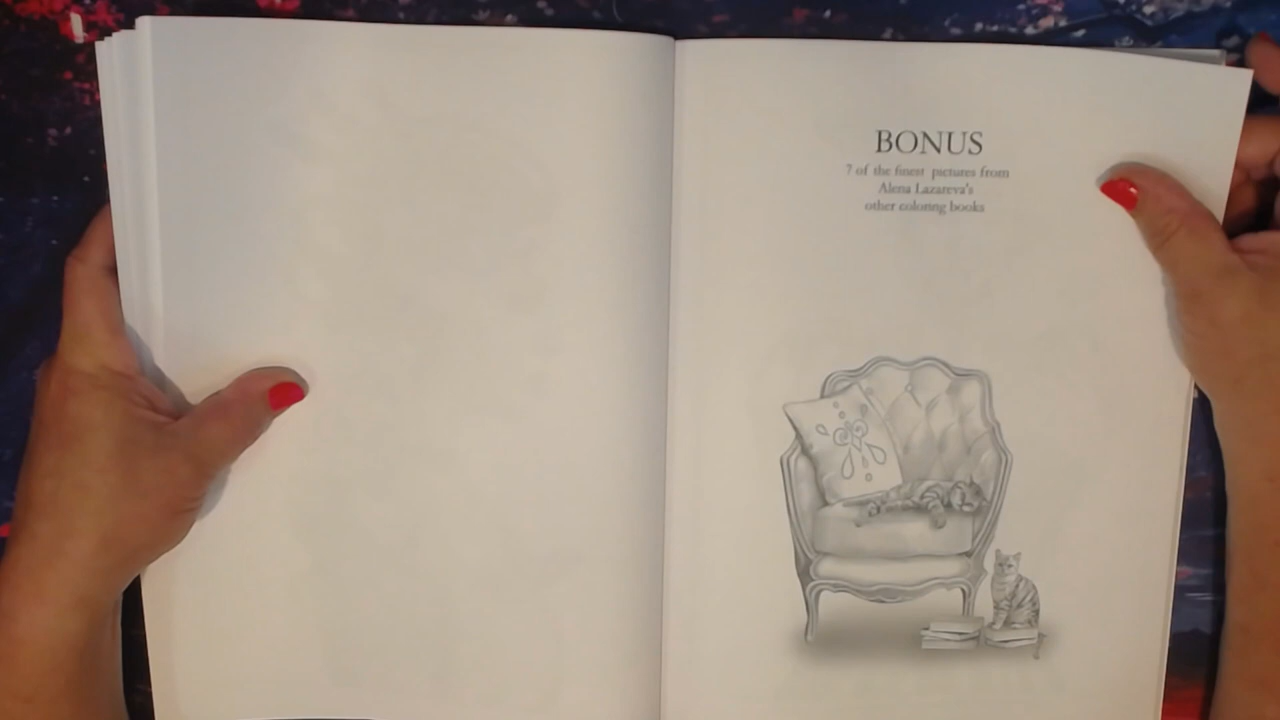 BONUS
7 of the finest pictures from
Alena Lazareva's
other coloring books